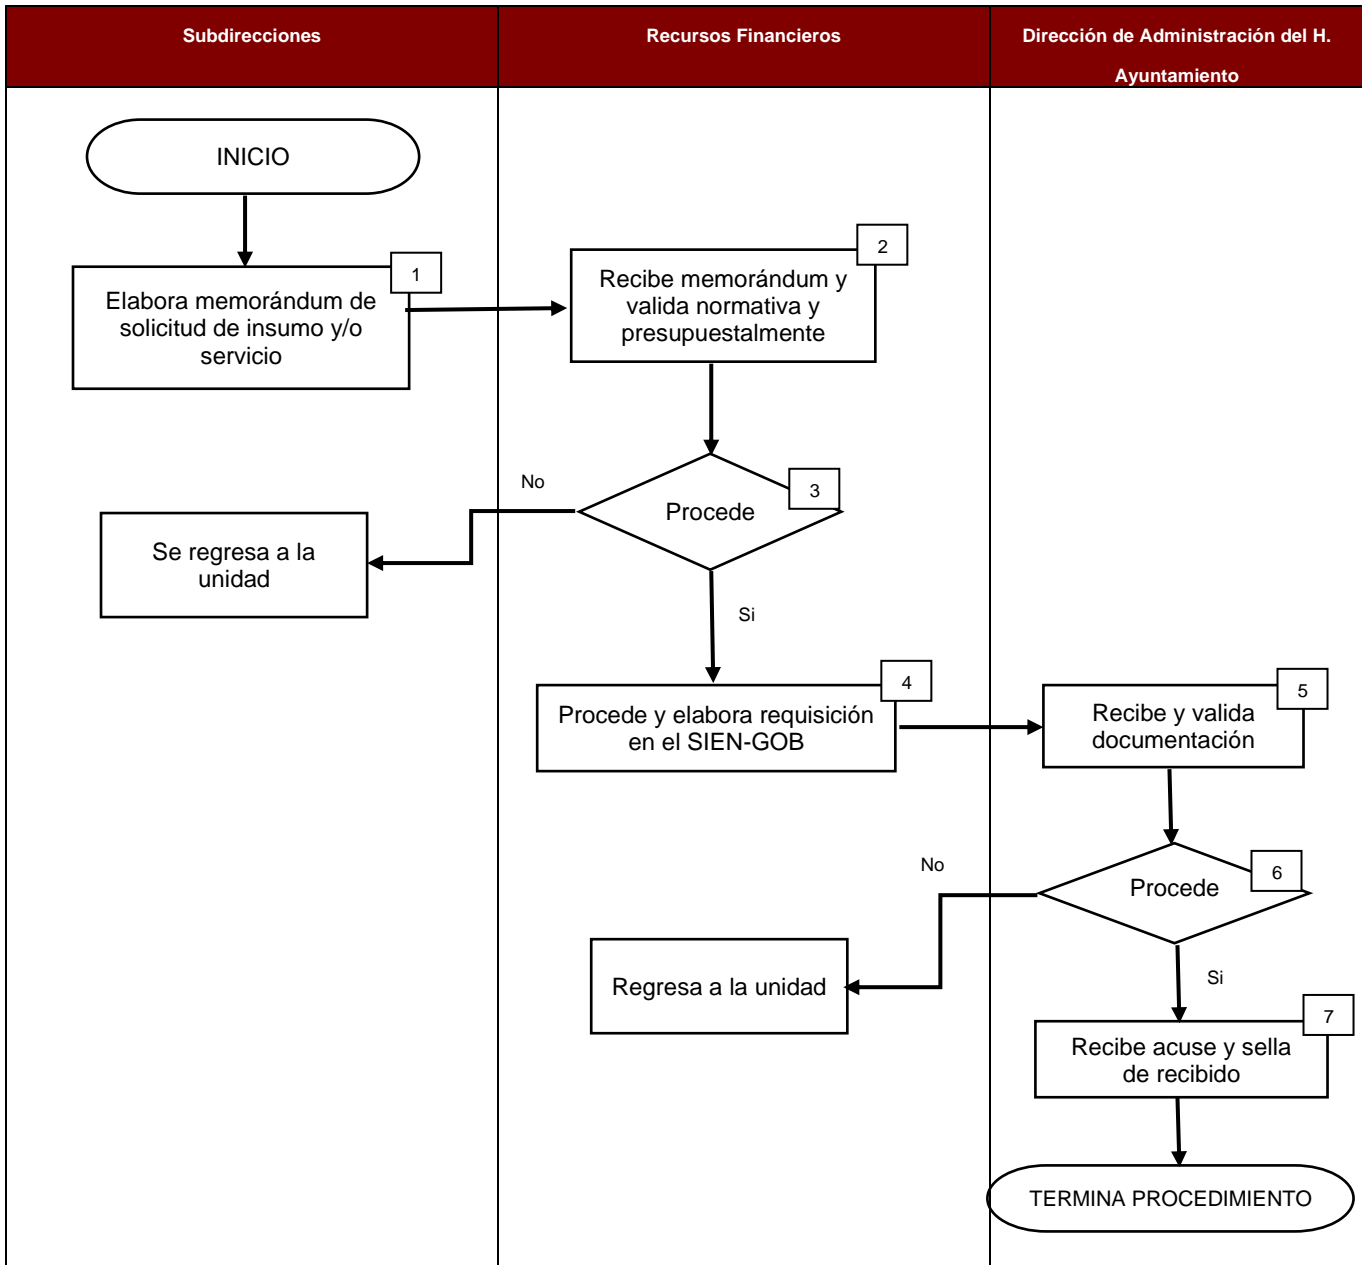 Subdirecciones
Recursos Financieros
Dirección de Administración del H.
Ayuntamiento
INICIO
1
Elabora memorándum de
solicitud de insumo y/o
servicio
2
Recibe memorándum y
valida normativa y
presupuestalmente
3
Procede
No
Se regresa a la
unidad
Si
4
Procede y elabora requisición
en el SIEN-GOB
5
Recibe y valida
documentación
6
Procede
No
Regresa a la unidad
Si
7
Recibe acuse y sella
de recibido
TERMINA PROCEDIMIENTO